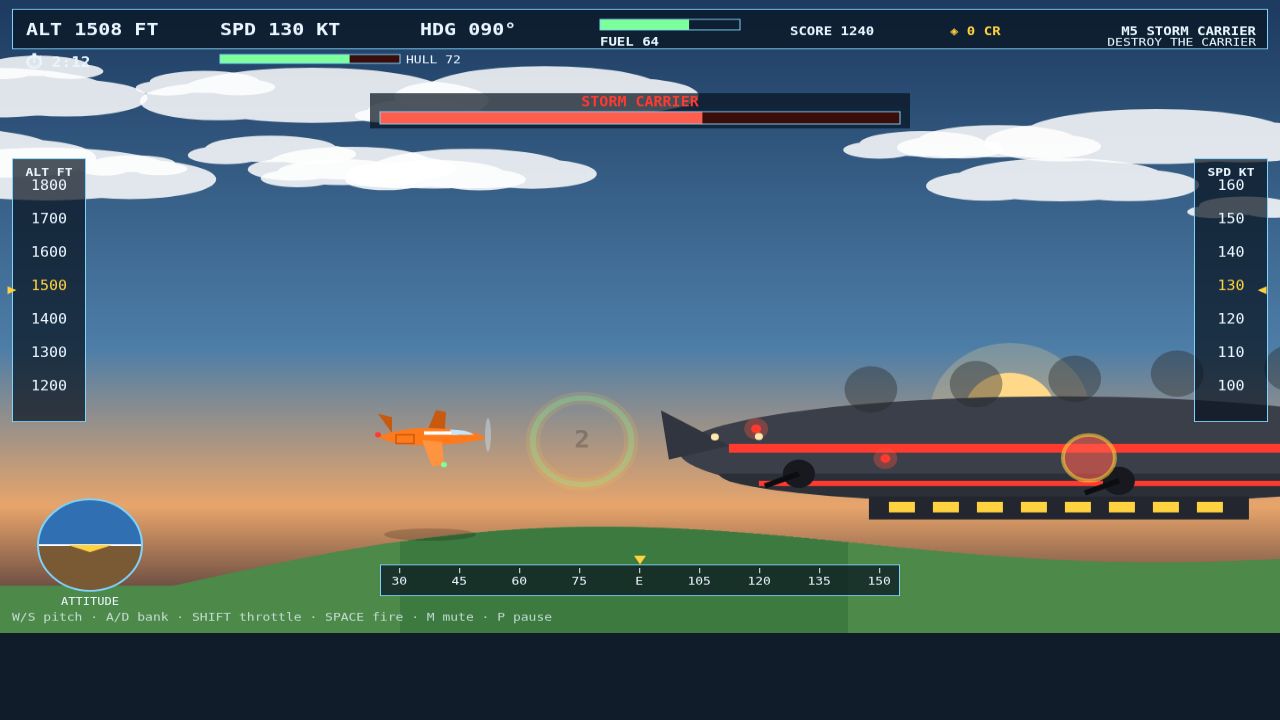 ALT 1508 FT SPD 130 KT HDG 090° FUEL 64 SCORE 1240 ◈ 0 CR M5 STORM CARRIER
DESTROY THE CARRIER
⏱ 2:12 HULL 72
STORM CARRIER
ALT FT
1800
1700
1600
1500
1400
1300
1200
SPD KT
160
150
140
130
120
110
100
2
30 45 60 75 E 105 120 135 150
ATTITUDE
W/S pitch · A/D bank · SHIFT throttle · SPACE fire · M mute · P pause